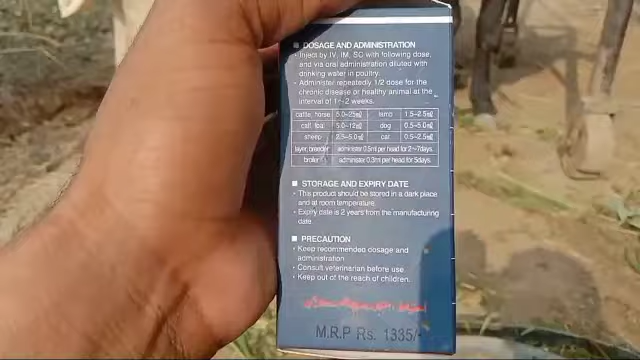 ■ DOSAGE AND ADMINISTRATION
• Inject by IV, IM, SC with following dose,
and via oral administration diluted with
drinking water in poultry.
• Administer repeatedly 1/2 dose for the
chronic disease or healthy animal at the
interval of 1~2 weeks.
cattle, horse 5.0~25㎖ lamb 1.5~2.5㎖
calf, foal 5.0~12㎖ dog 0.5~5.0㎖
sheep 2.5~5.0㎖ cat 0.5~2.5㎖
layer, breeder administer 0.5ml per head for 2~7days.
broiler administer 0.3ml per head for 5days.
■ STORAGE AND EXPIRY DATE
• This product should be stored in a dark place
and at room temperature.
• Expiry date is 2 years from the manufacturing
date.
■ PRECAUTION
• Keep recommended dosage and
administration.
• Consult veterinarian before use.
• Keep out of the reach of children.
M.R.P Rs. 1335/-